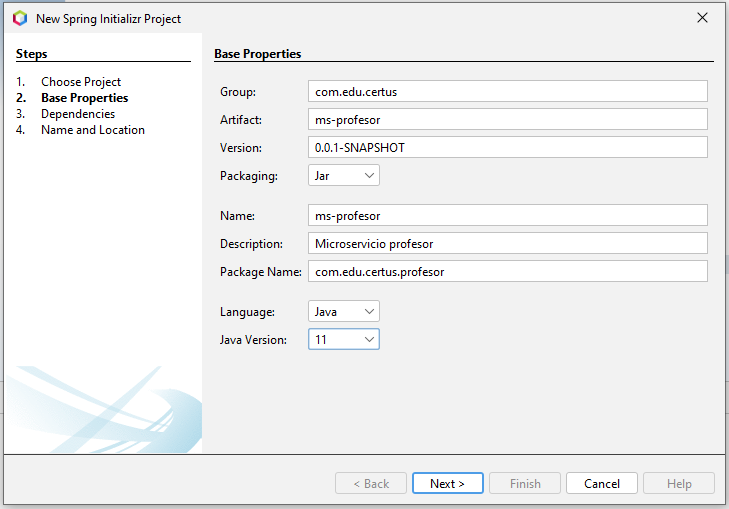 New Spring Initializr Project
Steps
1. Choose Project
2. Base Properties
3. Dependencies
4. Name and Location
Base Properties
Group: com.edu.certus
Artifact: ms-profesor
Version: 0.0.1-SNAPSHOT
Packaging: Jar
Name: ms-profesor
Description: Microservicio profesor
Package Name: com.edu.certus.profesor
Language: Java
Java Version: 11
< Back Next > Finish Cancel Help